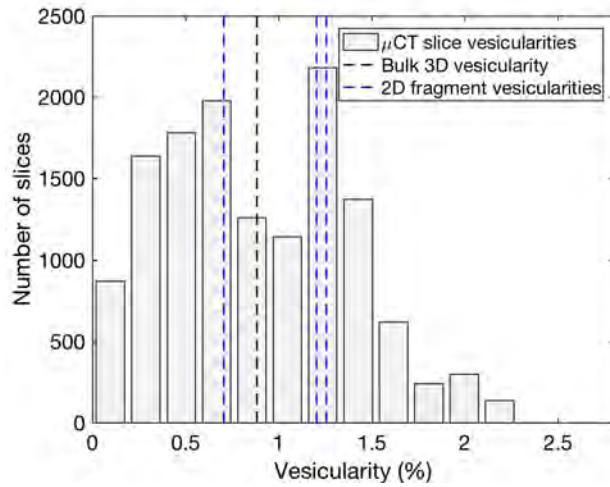 2500
2000
1500
1000
500
0
Number of slices
μCT slice vesicularities
Bulk 3D vesicularity
2D fragment vesicularities
0 0.5 1 1.5 2 2.5
Vesicularity (%)